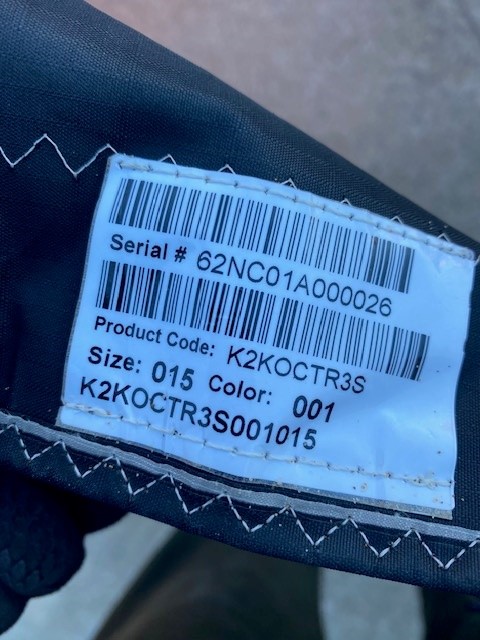 Serial # 62NC01A000026
Product Code: K2KOCTR3S
Size: 015 Color: 001
K2KOCTR3S001015